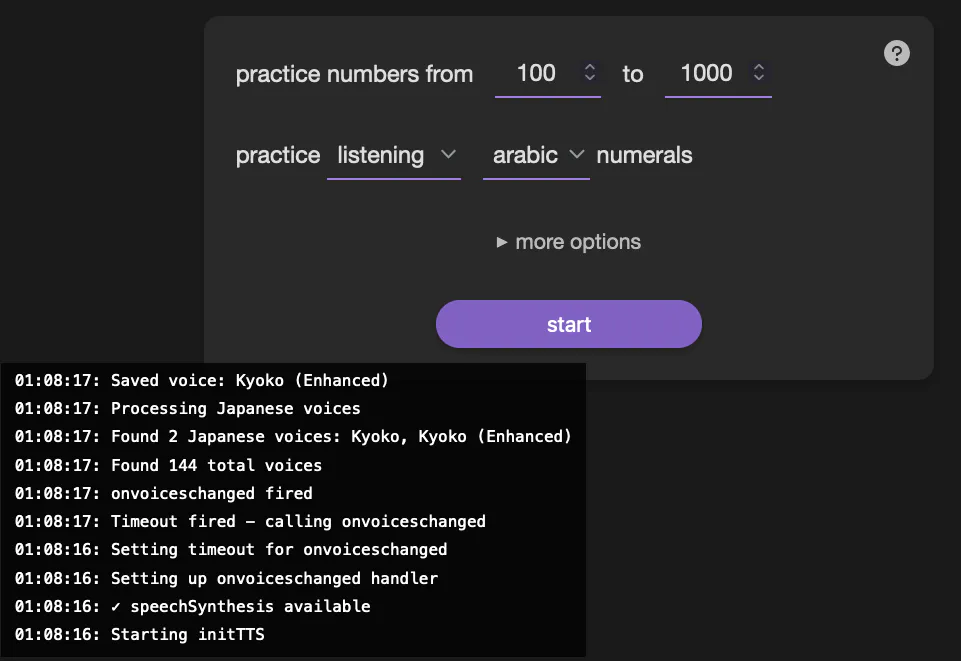 ?
practice numbers from 100 to 1000
practice listening arabic numerals
▸ more options
start
01:08:17: Saved voice: Kyoko (Enhanced)
01:08:17: Processing Japanese voices
01:08:17: Found 2 Japanese voices: Kyoko, Kyoko (Enhanced)
01:08:17: Found 144 total voices
01:08:17: onvoiceschanged fired
01:08:17: Timeout fired – calling onvoiceschanged
01:08:16: Setting timeout for onvoiceschanged
01:08:16: Setting up onvoiceschanged handler
01:08:16: ✓ speechSynthesis available
01:08:16: Starting initTTS